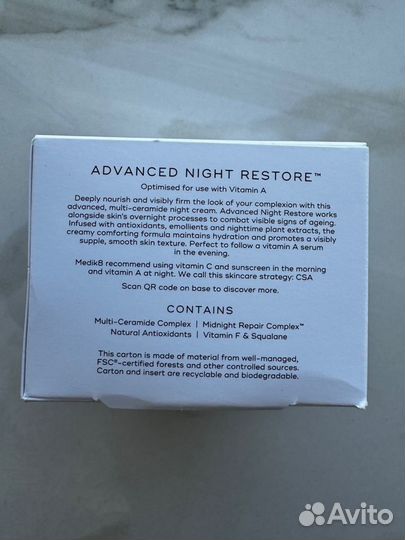 ADVANCED NIGHT RESTORE™
Optimised for use with Vitamin A
Deeply nourish and visibly firm the look of your complexion with this
advanced, multi-ceramide night cream. Advanced Night Restore works
alongside skin's overnight processes to combat visible signs of ageing.
Infused with antioxidants, emollients and nighttime plant extracts, the
creamy comforting formula maintains hydration and promotes a visibly
supple, smooth skin texture. Perfect to follow a vitamin A serum
in the evening.
Medik8 recommend using vitamin C and sunscreen in the morning
and vitamin A at night. We call this skincare strategy: CSA
Scan QR code on base to discover more.
CONTAINS
Multi-Ceramide Complex | Midnight Repair Complex™
Natural Antioxidants | Vitamin F & Squalane
This carton is made of material from well-managed,
FSC®-certified forests and other controlled sources.
Carton and insert are recyclable and biodegradable.
Avito